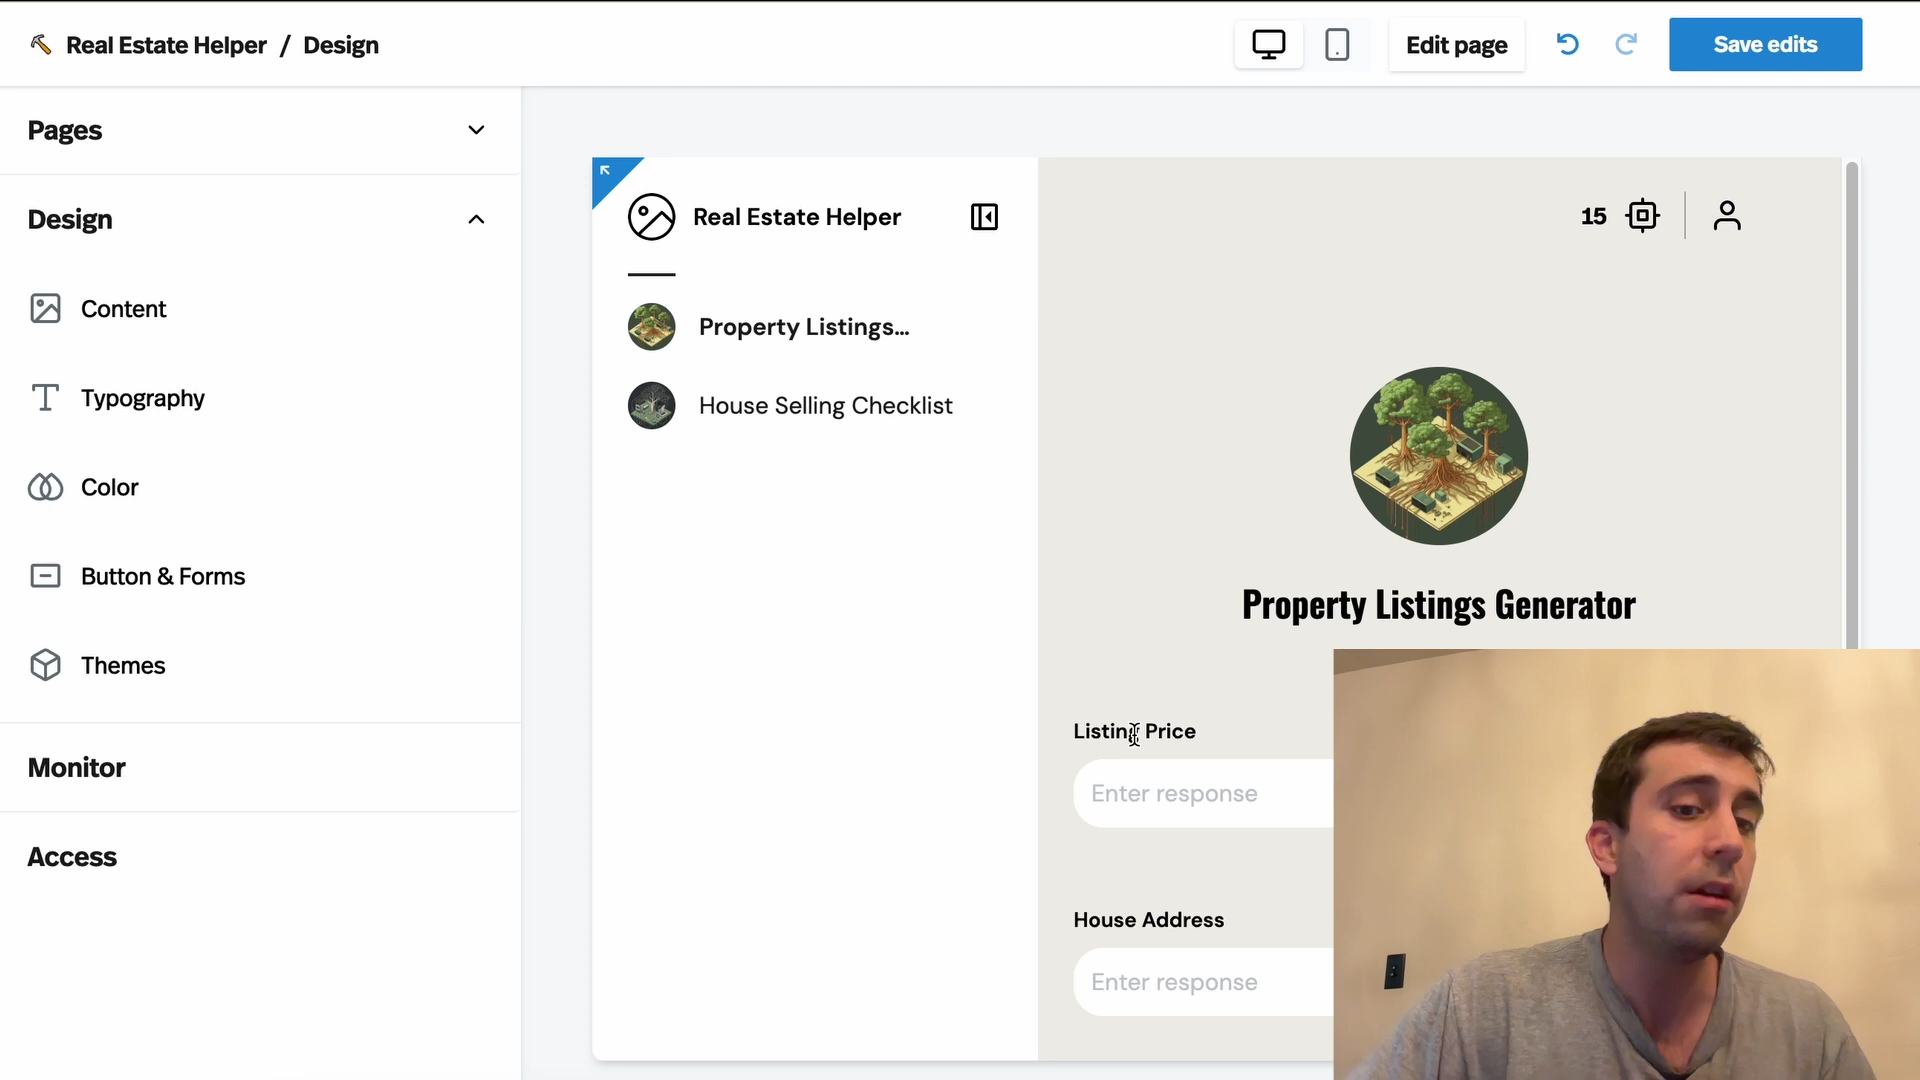 Real Estate Helper / Design
Edit page
Save edits
Pages
Design
Content
Typography
Color
Button & Forms
Themes
Monitor
Access
Real Estate Helper
Property Listings...
House Selling Checklist
15
Property Listings Generator
Listing Price
Enter response
House Address
Enter response